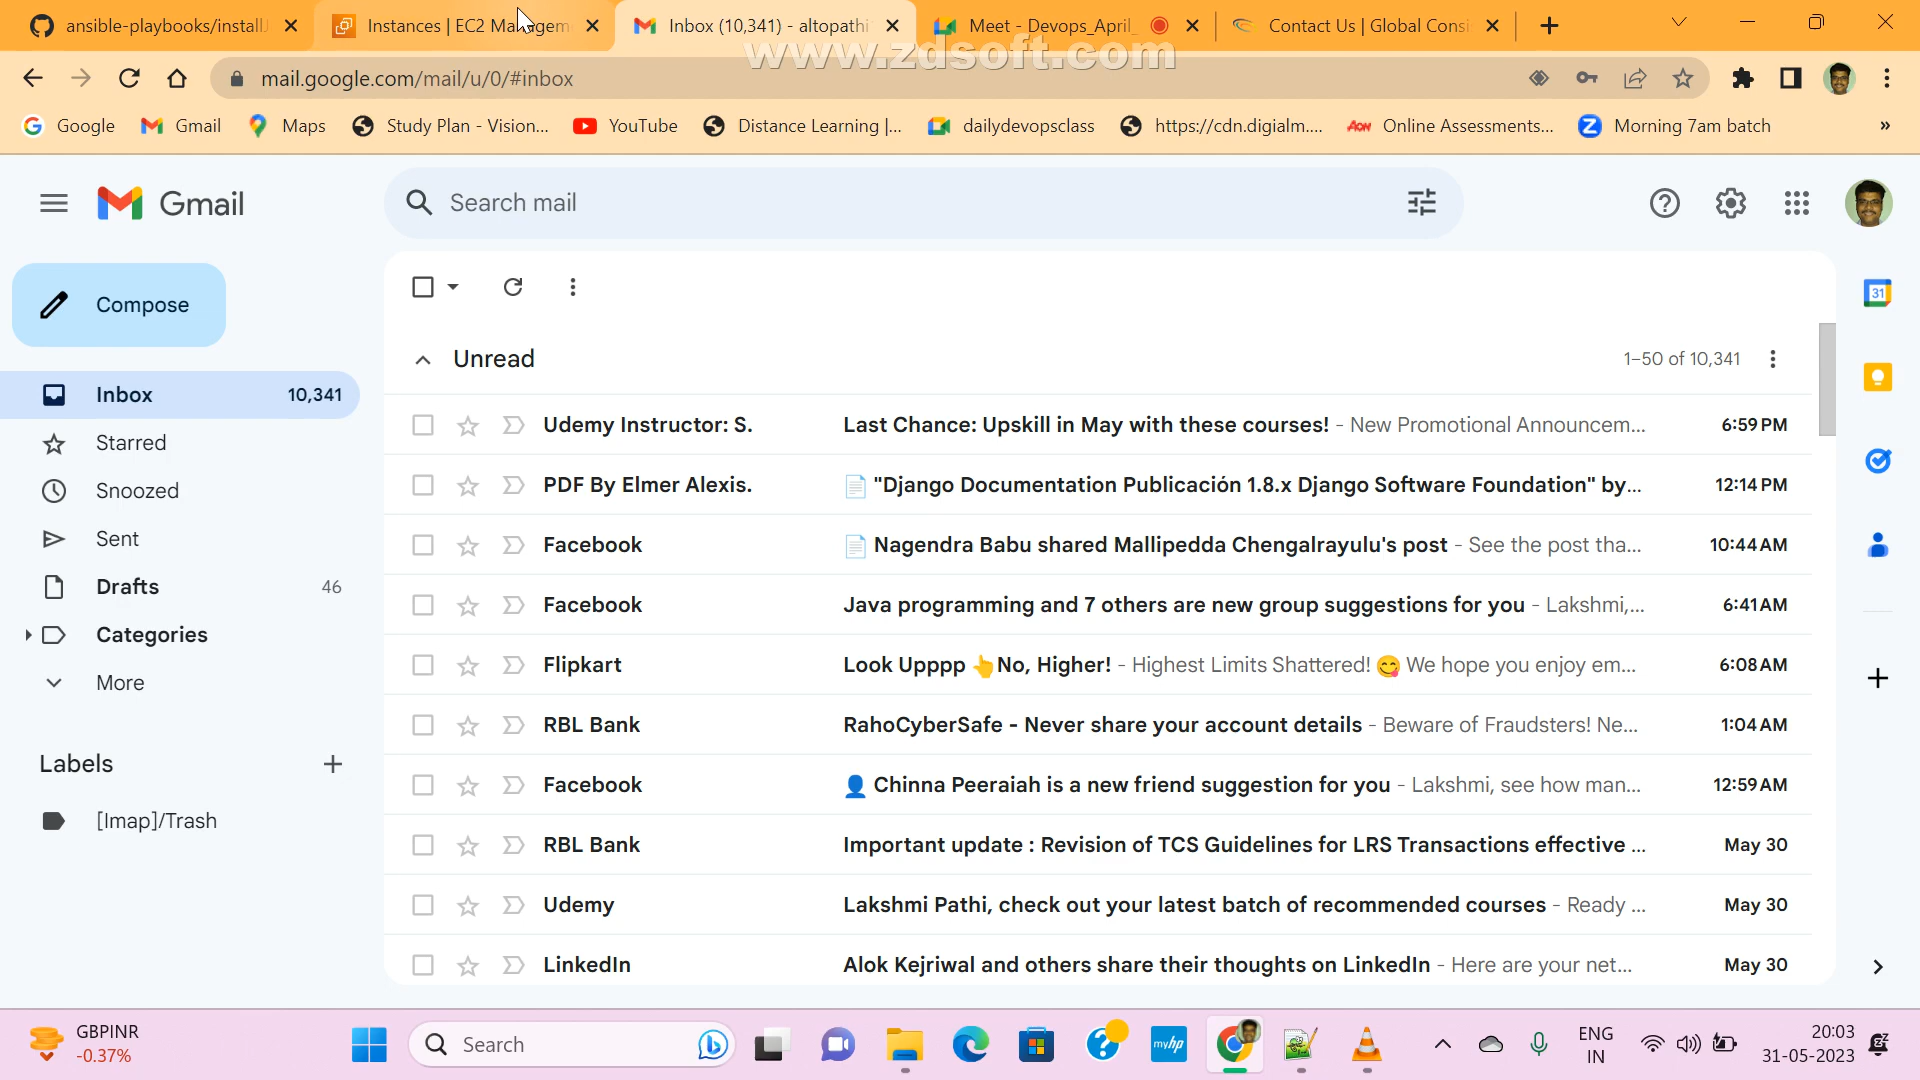 ansible-playbooks/installJ
Instances | EC2 Managem
Inbox (10,341) - altopathi
Meet - Devops_April_
Contact Us | Global Consi
www.zdsoft.com
mail.google.com/mail/u/0/#inbox
Google
Gmail
Maps
Study Plan - Vision...
YouTube
Distance Learning |...
dailydevopsclass
https://cdn.digialm....
AON
Online Assessments...
Z
Morning 7am batch
»
Gmail
Search mail
Compose
31
Unread
1–50 of 10,341
Inbox 10,341
Starred
Snoozed
Sent
Drafts 46
Categories
More
Labels
[Imap]/Trash
Udemy Instructor: S. Last Chance: Upskill in May with these courses! - New Promotional Announcem... 6:59 PM
PDF By Elmer Alexis. "Django Documentation Publicación 1.8.x Django Software Foundation" by... 12:14 PM
Facebook Nagendra Babu shared Mallipedda Chengalrayulu's post - See the post tha... 10:44 AM
Facebook Java programming and 7 others are new group suggestions for you - Lakshmi,... 6:41 AM
Flipkart Look Upppp 👆No, Higher! - Highest Limits Shattered! 😋 We hope you enjoy em... 6:08 AM
RBL Bank RahoCyberSafe - Never share your account details - Beware of Fraudsters! Ne... 1:04 AM
Facebook 👤 Chinna Peeraiah is a new friend suggestion for you - Lakshmi, see how man... 12:59 AM
RBL Bank Important update : Revision of TCS Guidelines for LRS Transactions effective ... May 30
Udemy Lakshmi Pathi, check out your latest batch of recommended courses - Ready ... May 30
LinkedIn Alok Kejriwal and others share their thoughts on LinkedIn - Here are your net... May 30
GBPINR
-0.37%
Search
myhp
ENG
IN
20:03
31-05-2023